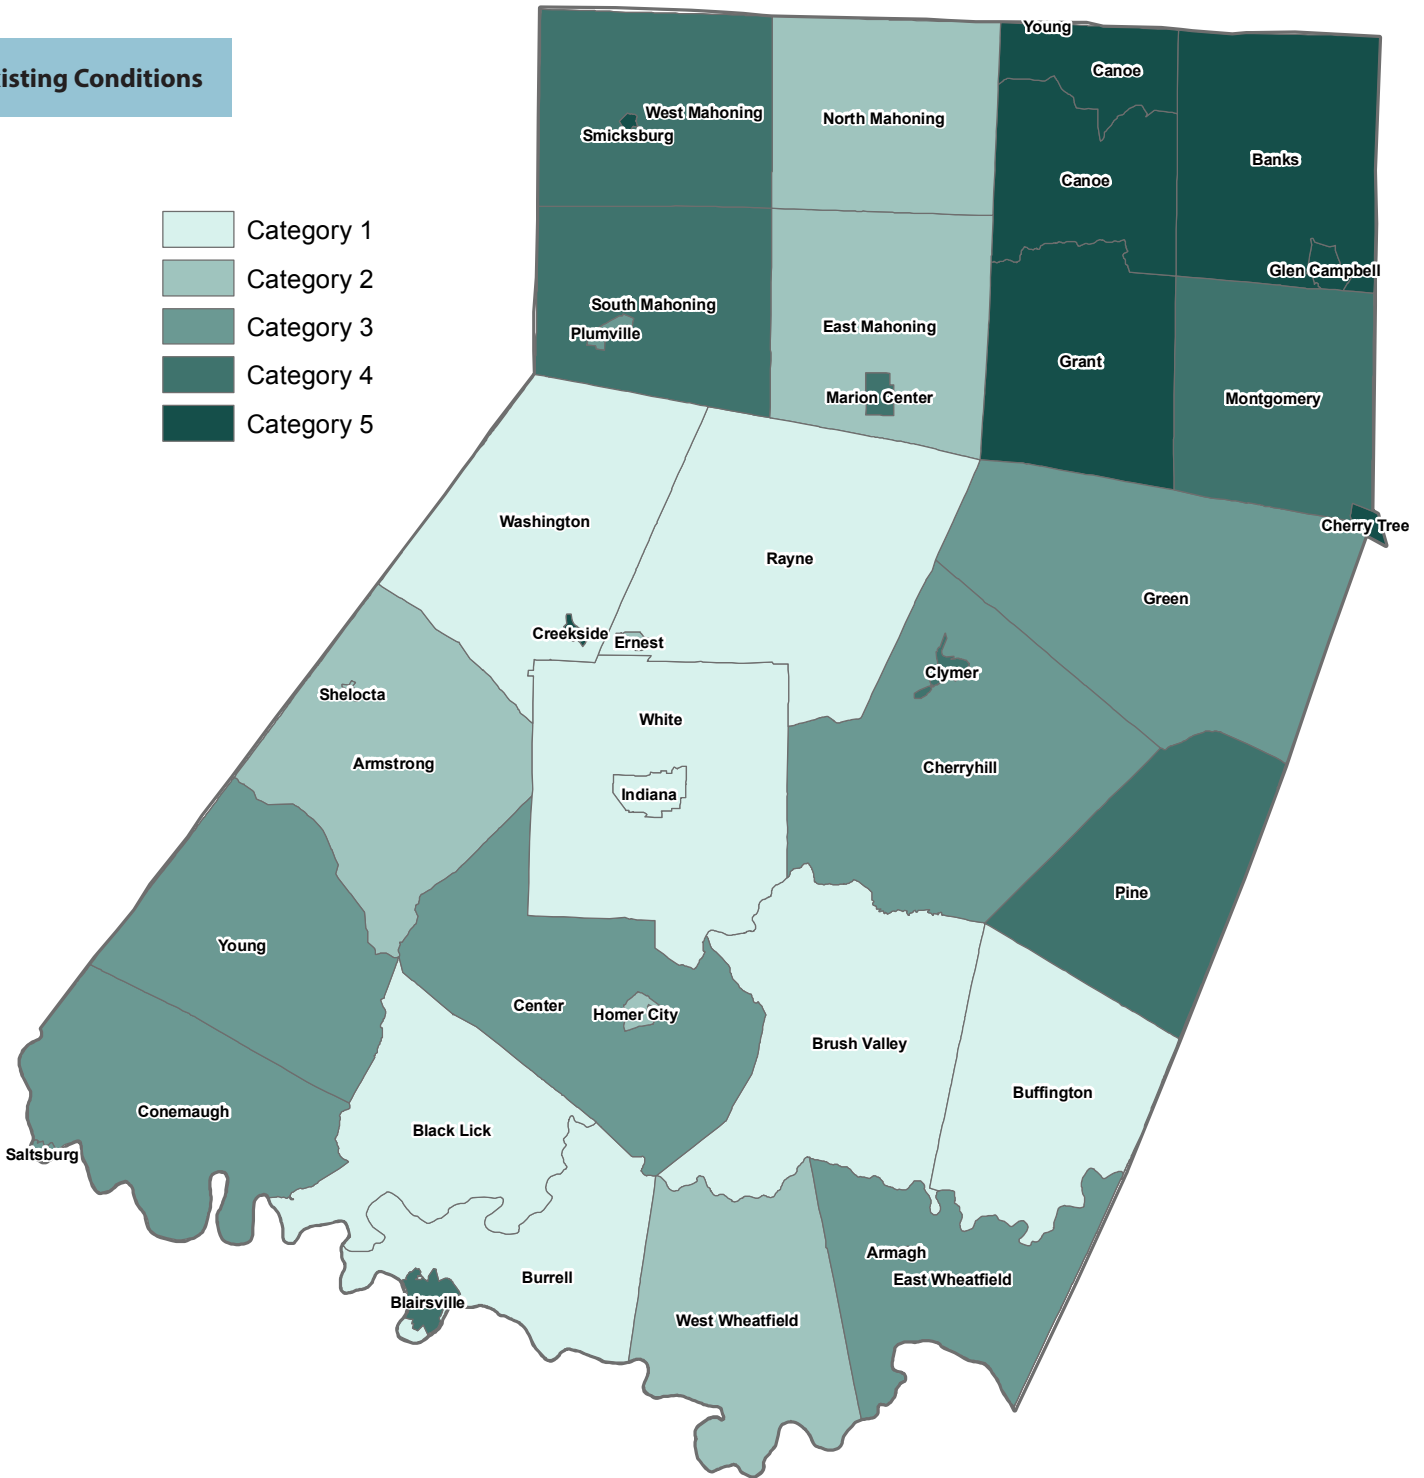 isting Conditions
Category 1
Category 2
Category 3
Category 4
Category 5
Young
Canoe
West Mahoning
North Mahoning
Smicksburg
Banks
Canoe
Glen Campbell
South Mahoning
East Mahoning
Plumville
Grant
Marion Center
Montgomery
Washington
Cherry Tree
Rayne
Green
Creekside
Ernest
Clymer
Shelocta
White
Armstrong
Cherryhill
Indiana
Pine
Young
Center
Homer City
Brush Valley
Buffington
Conemaugh
Black Lick
Saltsburg
Armagh
Burrell
East Wheatfield
Blairsville
West Wheatfield